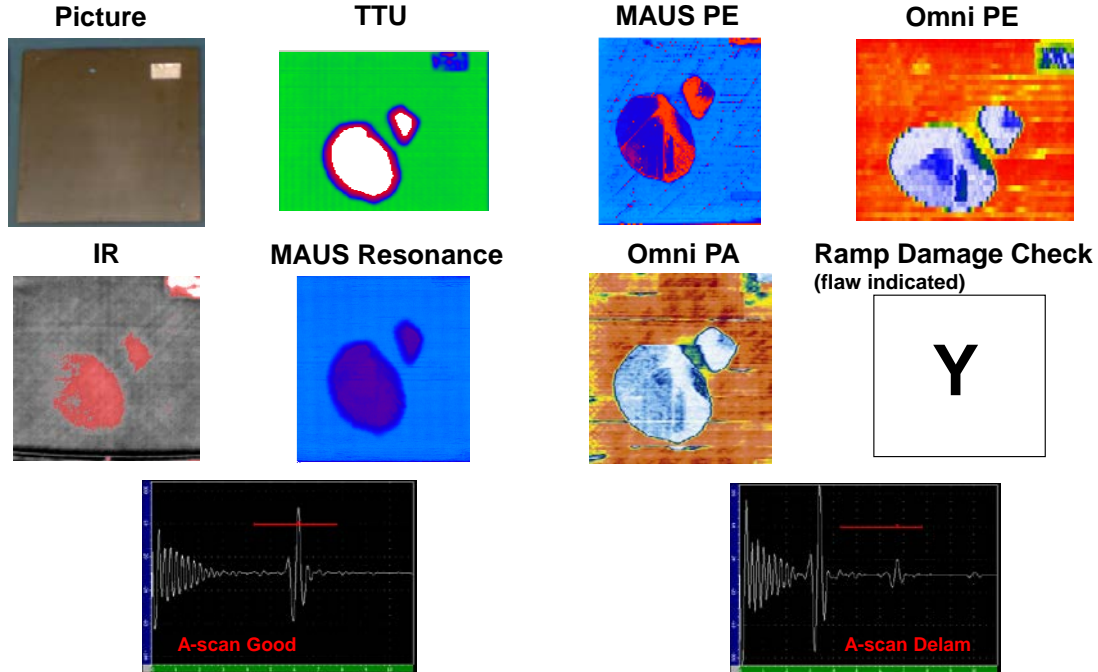 Picture
TTU
MAUS PE
Omni PE
IR
MAUS Resonance
Omni PA
Ramp Damage Check
(flaw indicated)
Y
A-scan Good
A-scan Delam